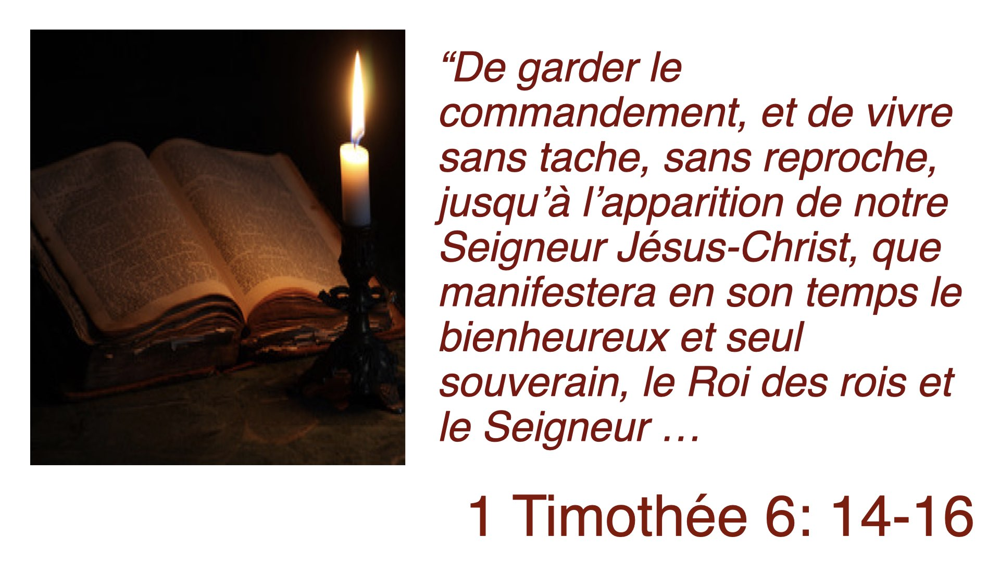 “De garder le
commandement, et de vivre
sans tache, sans reproche,
jusqu’à l’apparition de notre
Seigneur Jésus-Christ, que
manifestera en son temps le
bienheureux et seul
souverain, le Roi des rois et
le Seigneur …
1 Timothée 6: 14-16